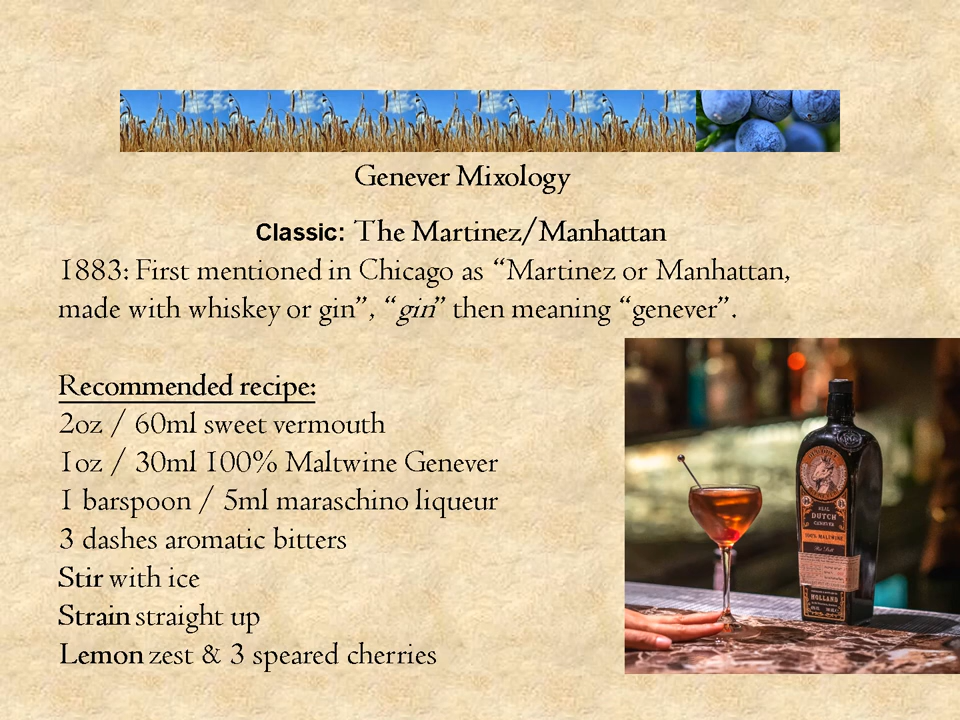 Genever Mixology
Classic: The Martinez/Manhattan
1883: First mentioned in Chicago as “Martinez or Manhattan,
made with whiskey or gin”, “gin” then meaning “genever”.
Recommended recipe:
2oz / 60ml sweet vermouth
1oz / 30ml 100% Maltwine Genever
1 barspoon / 5ml maraschino liqueur
3 dashes aromatic bitters
Stir with ice
Strain straight up
Lemon zest & 3 speared cherries
REAL
DUTCH
GENEVER
100% MALTWINE
HOLLAND